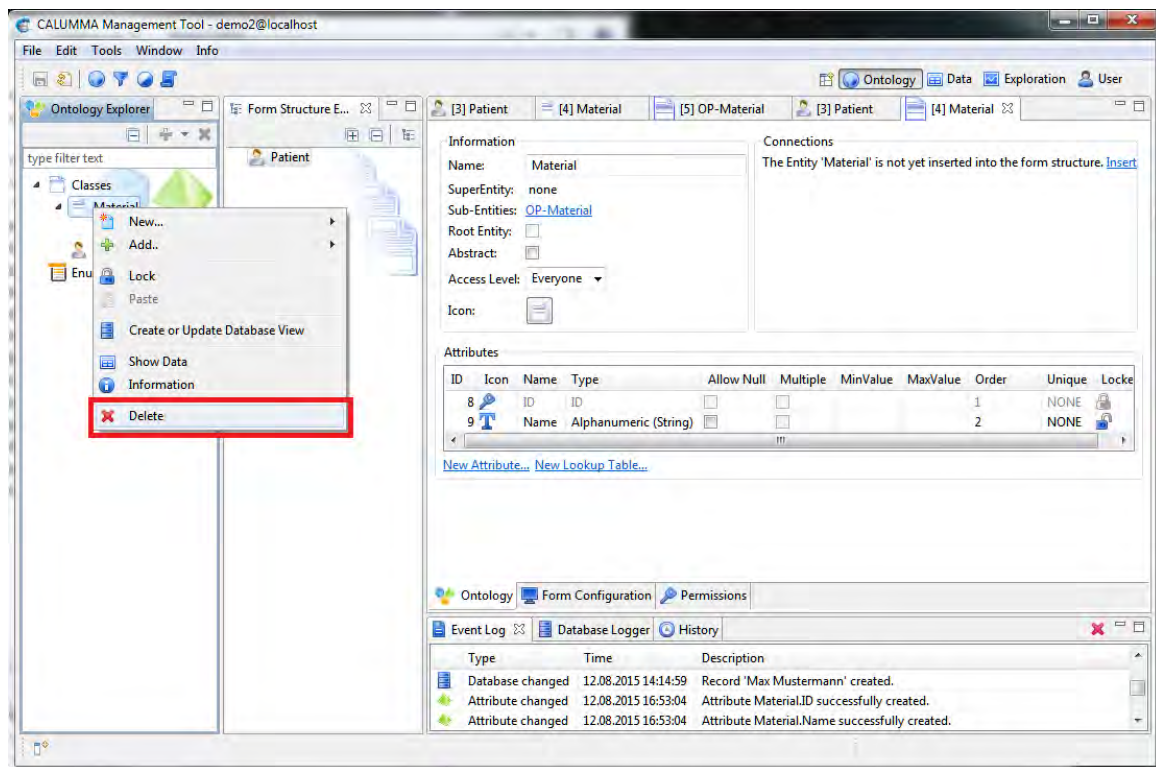 CALUMMA Management Tool - demo2@localhost
File Edit Tools Window Info
Ontology Data Exploration User
Ontology Explorer
type filter text
Classes
Material
Enu
New...
Add..
Lock
Paste
Create or Update Database View
Show Data
Information
Delete
Form Structure E...
Patient
[3] Patient [4] Material [5] OP-Material [3] Patient [4] Material
Information
Name: Material
SuperEntity: none
Sub-Entities: OP-Material
Root Entity:
Abstract:
Access Level: Everyone
Icon:
Connections
The Entity 'Material' is not yet inserted into the form structure. Insert
Attributes
ID Icon Name Type Allow Null Multiple MinValue MaxValue Order Unique Locke
8 ID ID 1 NONE
9 Name Alphanumeric (String) 2 NONE
New Attribute... New Lookup Table...
Ontology Form Configuration Permissions
Event Log Database Logger History
Type Time Description
Database changed 12.08.2015 14:14:59 Record 'Max Mustermann' created.
Attribute changed 12.08.2015 16:53:04 Attribute Material.ID successfully created.
Attribute changed 12.08.2015 16:53:04 Attribute Material.Name successfully created.